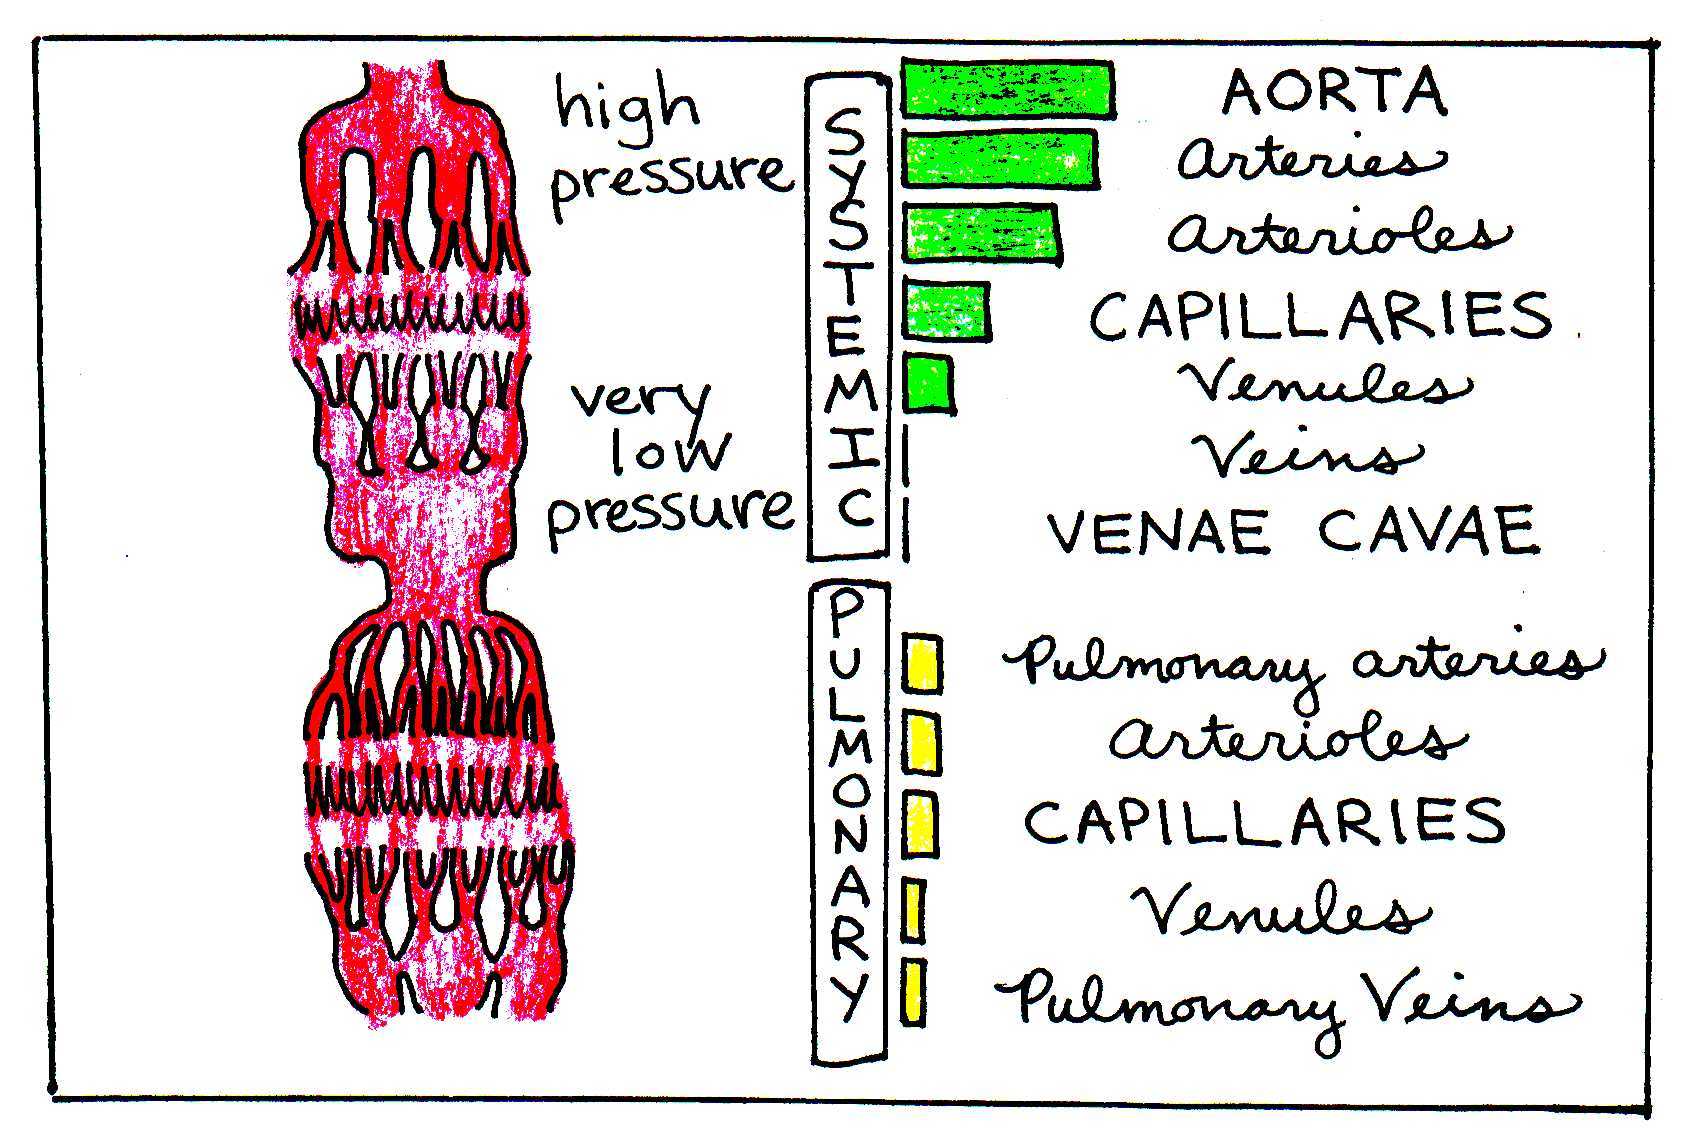 high
pressure
very
low
pressure
SYSTEMIC
AORTA
Arteries
Arterioles
CAPILLARIES
Venules
Veins
VENAE CAVAE
PULMONARY
Pulmonary arteries
Arterioles
CAPILLARIES
Venules
Pulmonary Veins